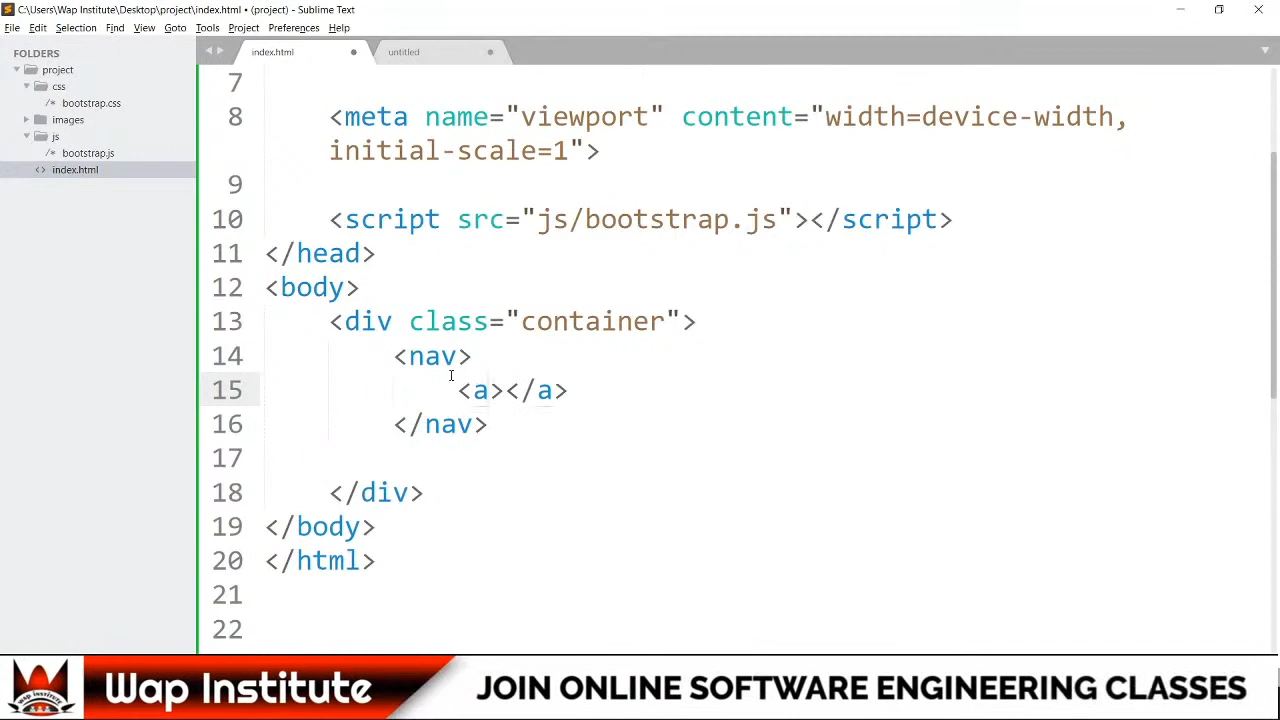 C:\Users\Wap Institute\Desktop\project\index.html • (project) - Sublime Text
File Edit Selection Find View Goto Tools Project Preferences Help
FOLDERS
project
css
/* bootstrap.css
images
js
/* bootstrap.js
<> index.html
index.html
untitled
7
8 <meta name="viewport" content="width=device-width,
initial-scale=1">
9
10 <script src="js/bootstrap.js"></script>
11 </head>
12 <body>
13 <div class="container">
14 <nav>
15 <a></a>
16 </nav>
17
18 </div>
19 </body>
20 </html>
21
22
wap institute
Wap Institute
JOIN ONLINE SOFTWARE ENGINEERING CLASSES